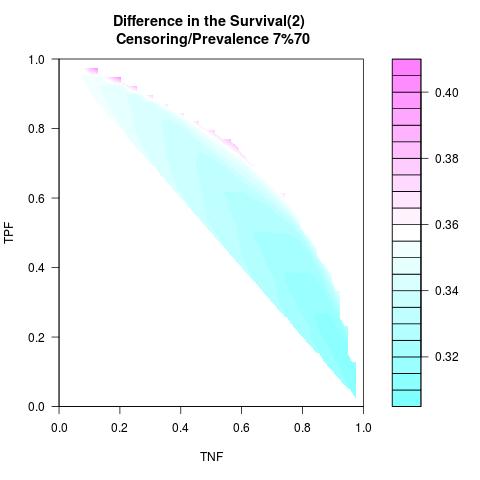 Difference in the Survival(2)
Censoring/Prevalence 7%70
1.0
0.8
0.6
0.4
0.2
0.0
TPF
0.0 0.2 0.4 0.6 0.8 1.0
TNF
0.40
0.38
0.36
0.34
0.32